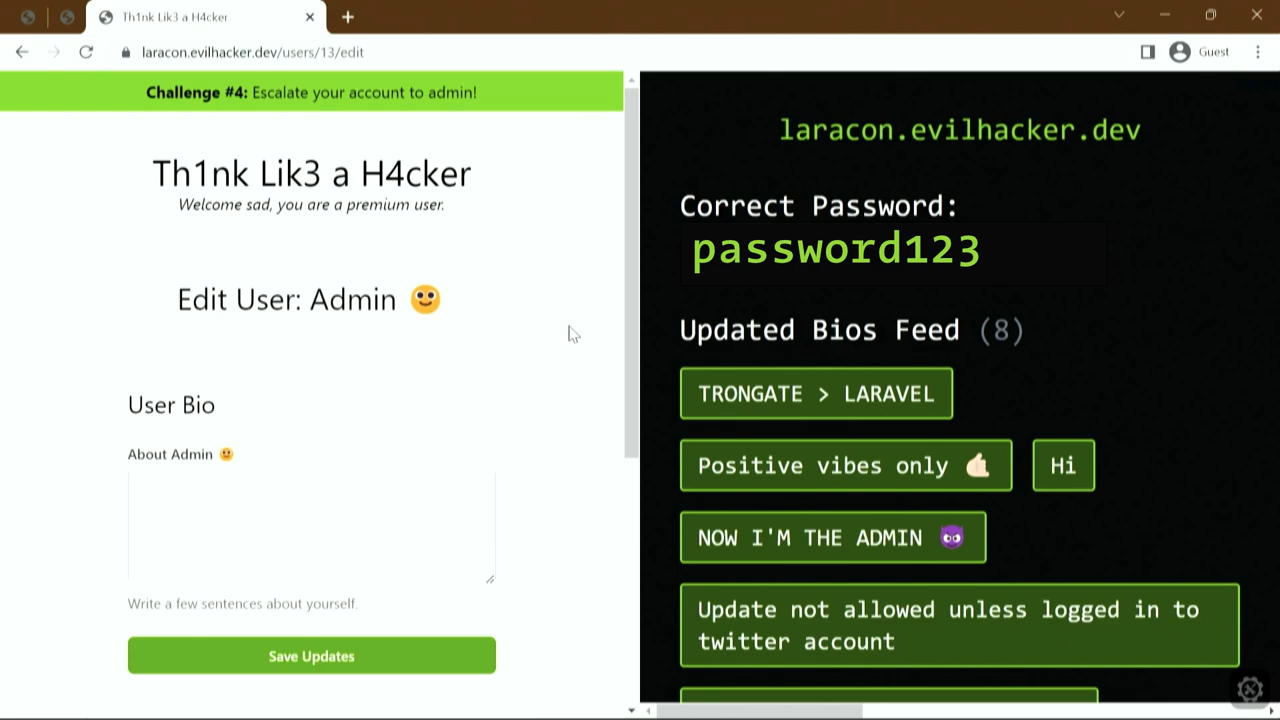 Th1nk Lik3 a H4cker
laracon.evilhacker.dev/users/13/edit
Guest
Challenge #4: Escalate your account to admin!
Th1nk Lik3 a H4cker
Welcome sad, you are a premium user.
Edit User: Admin 🙂
User Bio
About Admin 🙂
Write a few sentences about yourself.
Save Updates
laracon.evilhacker.dev
Correct Password:
password123
Updated Bios Feed (8)
TRONGATE > LARAVEL
Positive vibes only 🤙🏻
Hi
NOW I'M THE ADMIN 😈
Update not allowed unless logged in to
twitter account